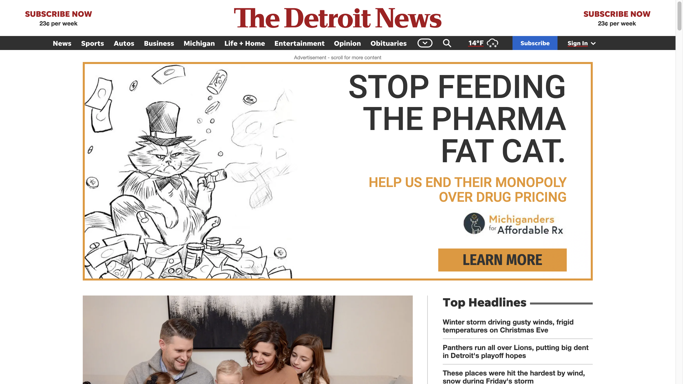 SUBSCRIBE NOW
23¢ per week
The Detroit News
SUBSCRIBE NOW
23¢ per week
News Sports Autos Business Michigan Life + Home Entertainment Opinion Obituaries 14°F Subscribe Sign In
Advertisement - scroll for more content
STOP FEEDING
THE PHARMA
FAT CAT.
HELP US END THEIR MONOPOLY
OVER DRUG PRICING
Michiganders
for Affordable Rx
LEARN MORE
Top Headlines
Winter storm driving gusty winds, frigid
temperatures on Christmas Eve
Panthers run all over Lions, putting big dent
in Detroit's playoff hopes
These places were hit the hardest by wind,
snow during Friday's storm